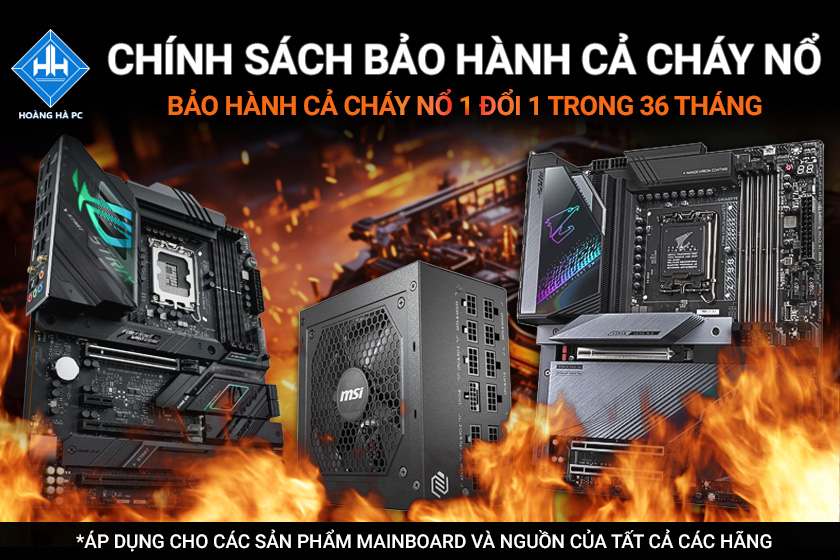 CHÍNH SÁCH BẢO HÀNH CẢ CHÁY NỔ
HOÀNG HÀ PC
BẢO HÀNH CẢ CHÁY NỔ 1 ĐỔI 1 TRONG 36 THÁNG
msi
*ÁP DỤNG CHO CÁC SẢN PHẨM MAINBOARD VÀ NGUỒN CỦA TẤT CẢ CÁC HÃNG